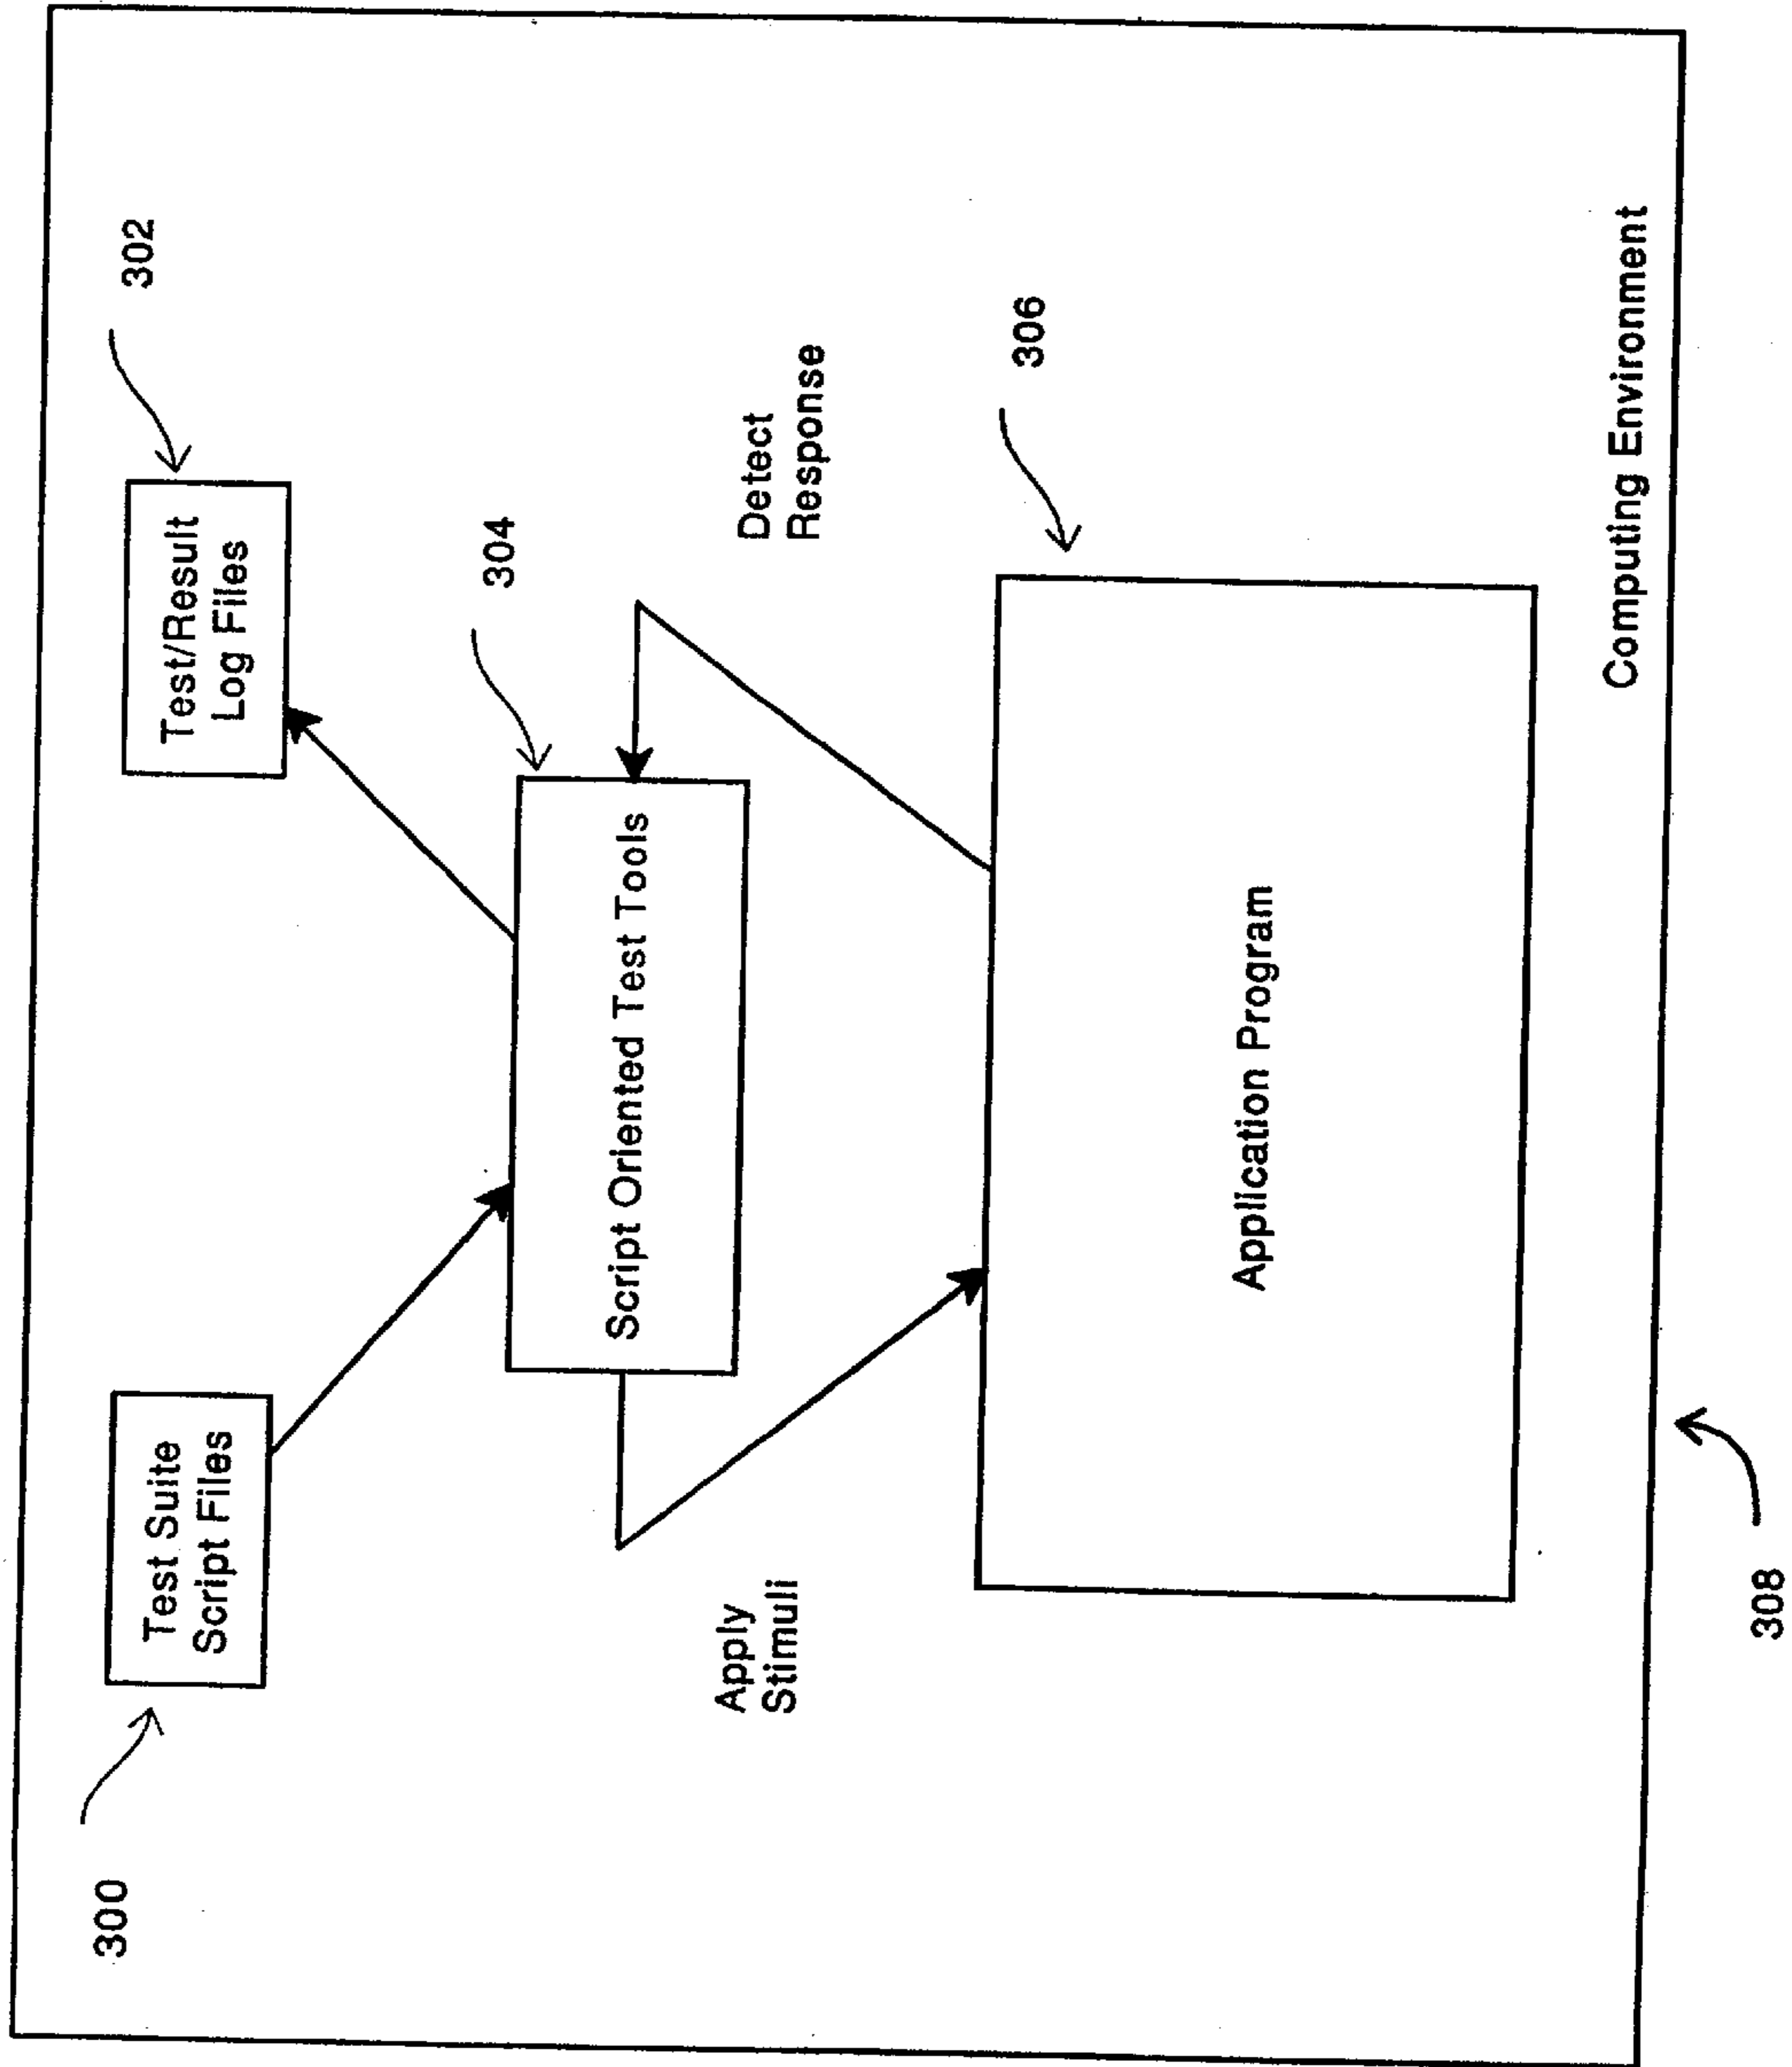 300
Test Suite
Script Files
Test/Result
Log Files
302
304
Script Oriented Test Tools
Apply
Stimuli
Detect
Response
306
Application Program
Computing Environment
308